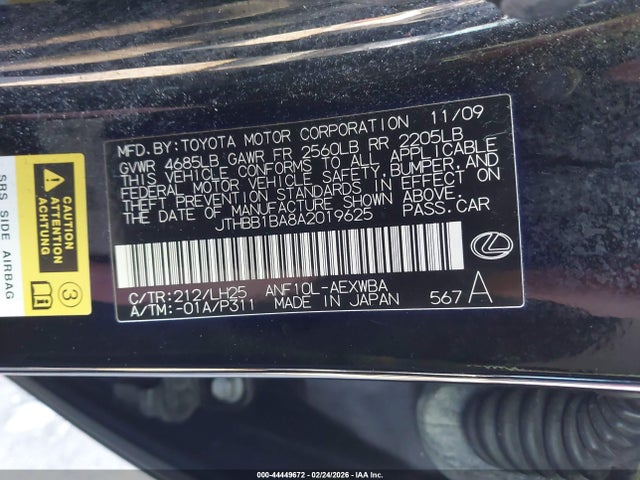 MFD.BY:TOYOTA MOTOR CORPORATION 11/09
GVWR 4685LB GAWR FR 2560LB RR 2205LB
THIS VEHICLE CONFORMS TO ALL APPLICABLE
FEDERAL MOTOR VEHICLE SAFETY,BUMPER,AND
THEFT PREVENTION STANDARDS IN EFFECT ON
THE DATE OF MANUFACTURE SHOWN ABOVE.
JTHBB1BA8A2019625 PASS.CAR
C/TR:212/LH25 ANF10L-AEXWBA
A/TM:-01A/P311 MADE IN JAPAN 567 A
CAUTION
ATTENTION
ACHTUNG
3
SRS SIDE AIRBAG
000-44449672 - 02/24/2026 - IAA Inc.